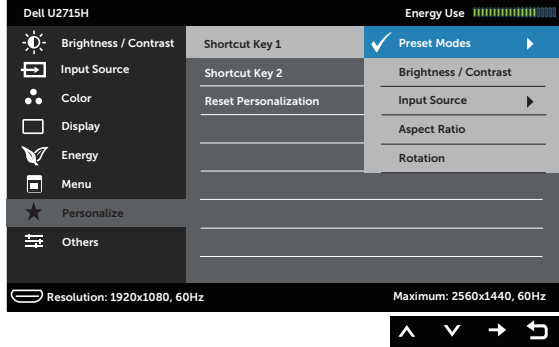 Dell U2715H
Energy Use
Brightness / Contrast
Shortcut Key 1
Preset Modes
Input Source
Shortcut Key 2
Brightness / Contrast
Color
Reset Personalization
Input Source
Display
Aspect Ratio
Energy
Rotation
Menu
Personalize
Others
Resolution: 1920x1080, 60Hz
Maximum: 2560x1440, 60Hz